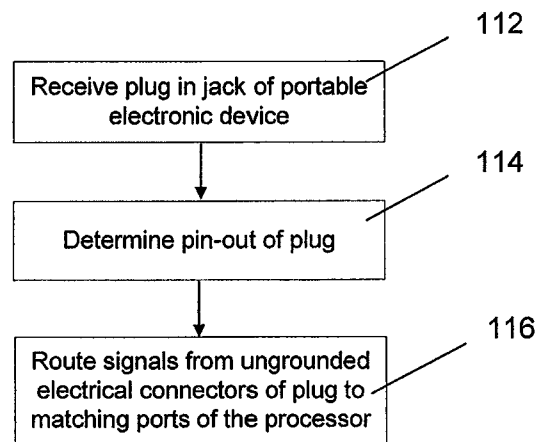 112
Receive plug in jack of portable
electronic device
114
Determine pin-out of plug
116
Route signals from ungrounded
electrical connectors of plug to
matching ports of the processor